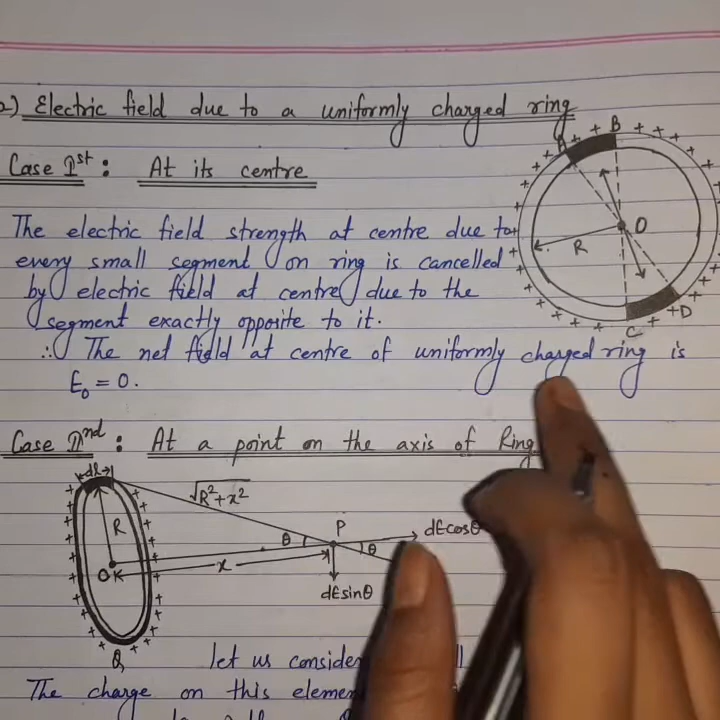 2) Electric field due to a uniformly charged ring
Case Ist : At its centre
The electric field strength at centre due to
every small segment on ring is cancelled
by electric field at centre due to the
segment exactly opposite to it.
∴ The net field at centre of uniformly charged ring is
E₀ = 0.
A B
O
R
C D
Case IInd : At a point on the axis of Ring
dl
√R²+x²
R
P
dEcosθ
θ θ
O x
dEsinθ
Q
let us consider
The charge on this element